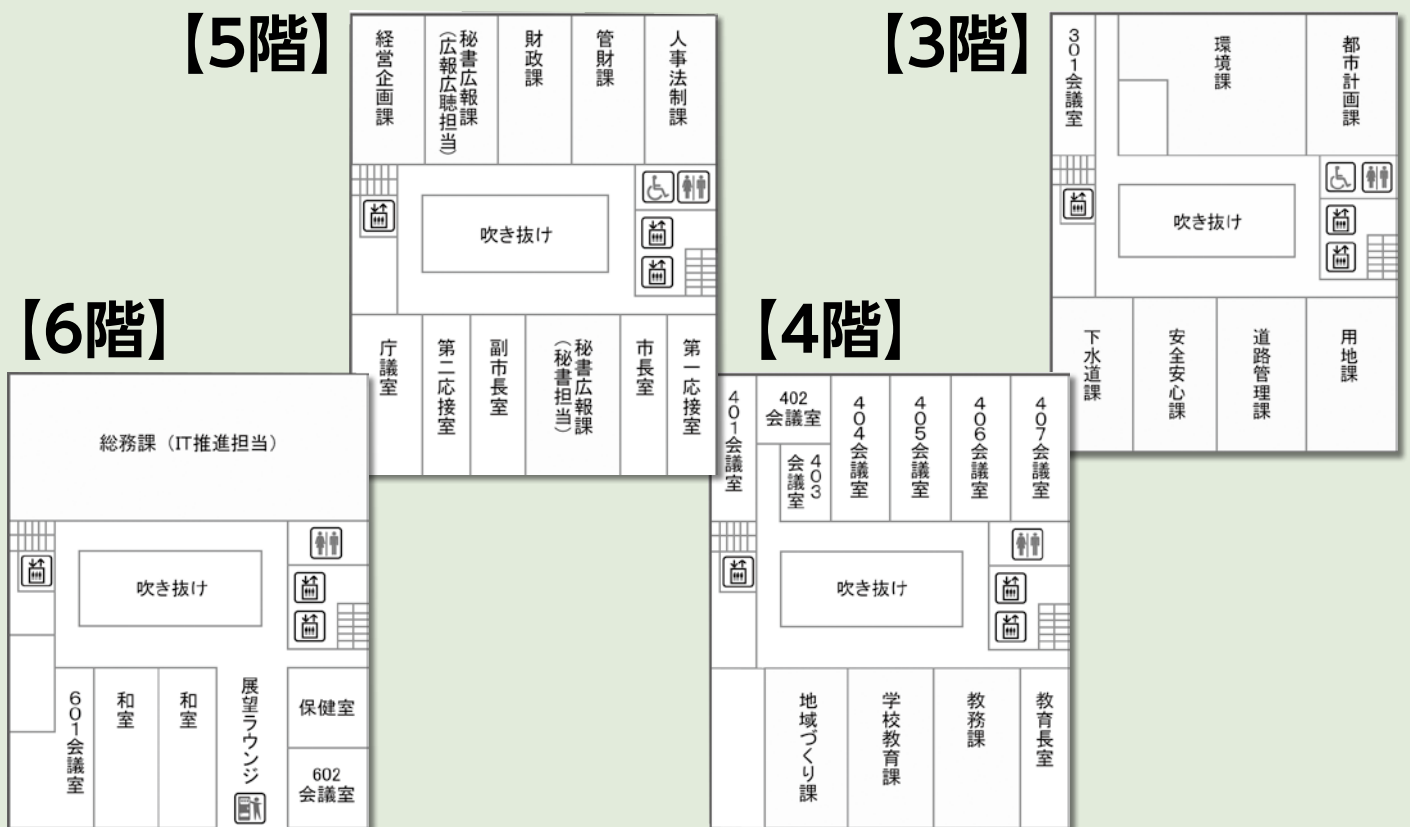 【5階】
経営企画課
秘書広報課
（広報広聴担当）
財政課
管財課
人事法制課
吹き抜け
庁議室
第二応接室
副市長室
秘書広報課
（秘書担当）
市長室
第一応接室
【3階】
301会議室
環境課
都市計画課
吹き抜け
下水道課
安全安心課
道路管理課
用地課
【6階】
総務課（IT推進担当）
吹き抜け
601会議室
和室
和室
展望ラウンジ
保健室
602
会議室
【4階】
401会議室
402
会議室
403
会議室
404会議室
405会議室
406会議室
407会議室
吹き抜け
地域づくり課
学校教育課
教務課
教育長室